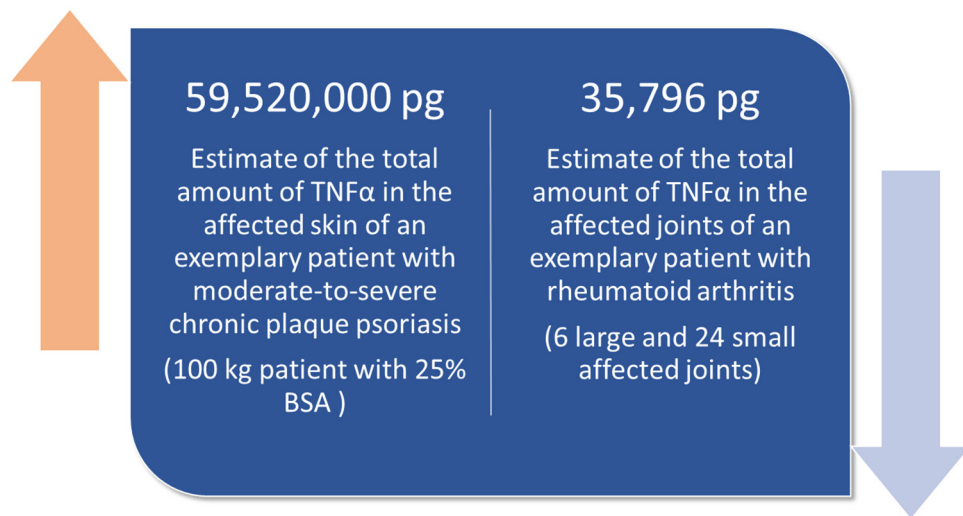 59,520,000 pg
Estimate of the total
amount of TNFα in the
affected skin of an
exemplary patient with
moderate-to-severe
chronic plaque psoriasis
(100 kg patient with 25%
BSA )
35,796 pg
Estimate of the total
amount of TNFα in the
affected joints of an
exemplary patient with
rheumatoid arthritis
(6 large and 24 small
affected joints)